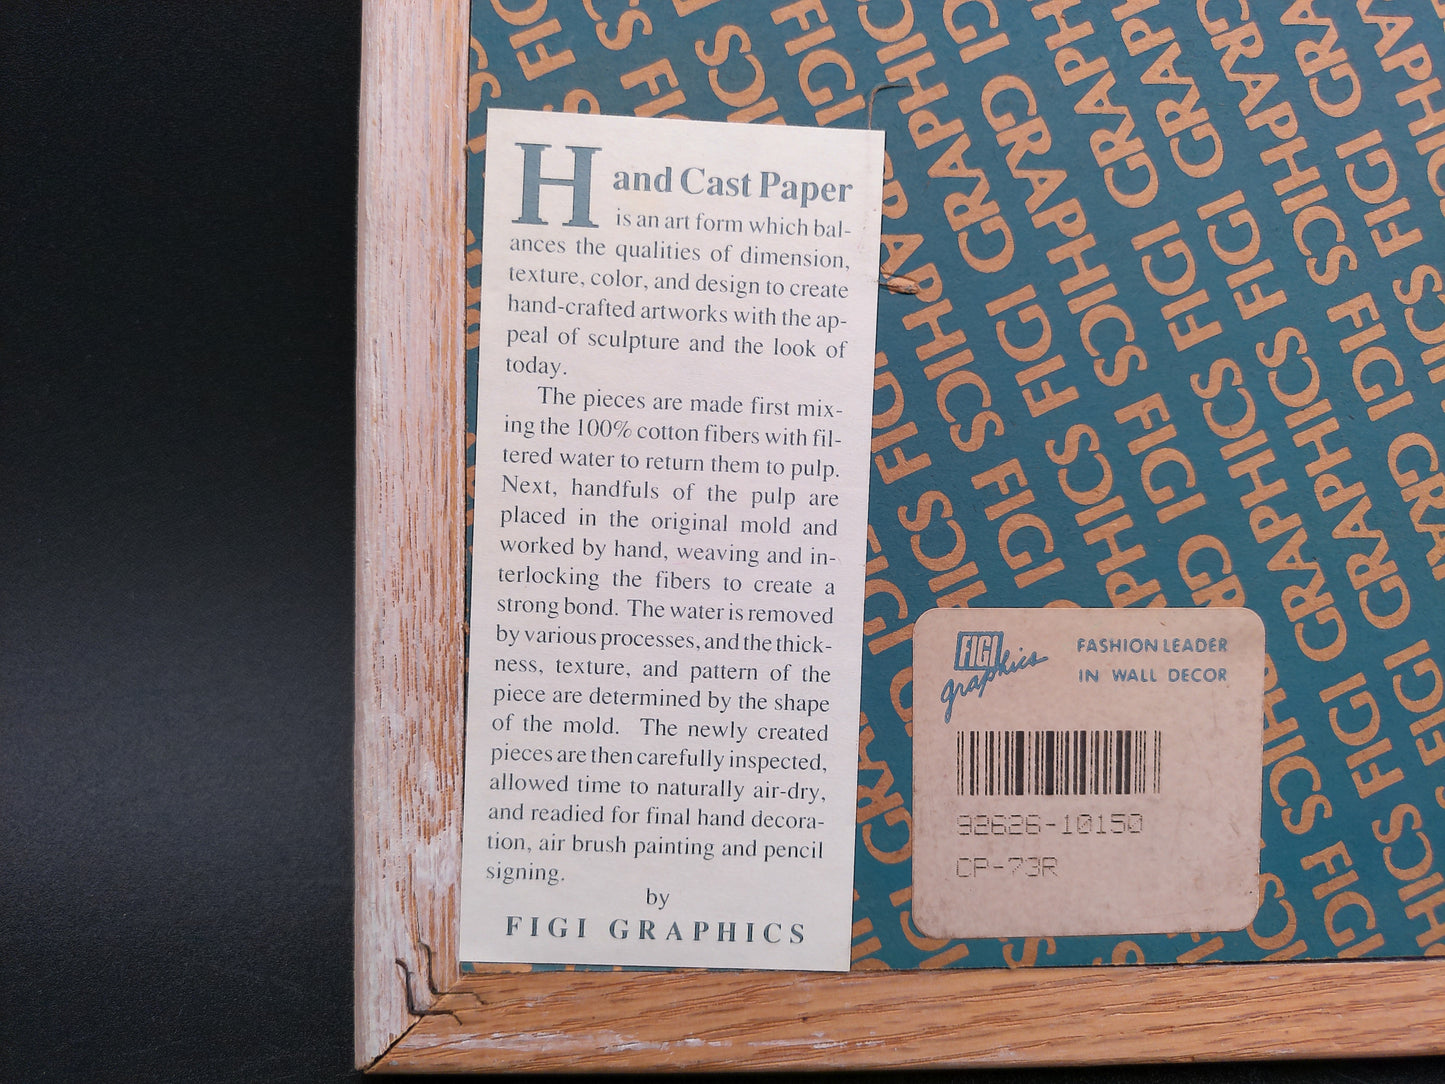 Hand Cast Paper
is an art form which bal-
ances the qualities of dimension,
texture, color, and design to create
hand-crafted artworks with the ap-
peal of sculpture and the look of
today.
The pieces are made first mix-
ing the 100% cotton fibers with fil-
tered water to return them to pulp.
Next, handfuls of the pulp are
placed in the original mold and
worked by hand, weaving and in-
terlocking the fibers to create a
strong bond. The water is removed
by various processes, and the thick-
ness, texture, and pattern of the
piece are determined by the shape
of the mold. The newly created
pieces are then carefully inspected,
allowed time to naturally air-dry,
and readied for final hand decora-
tion, air brush painting and pencil
signing.
by
FIGI GRAPHICS
FIGI graphics
FASHION LEADER
IN WALL DECOR
92626-10150
CP-73R
FIGI GRAPHICS FIGI GRAPHICS